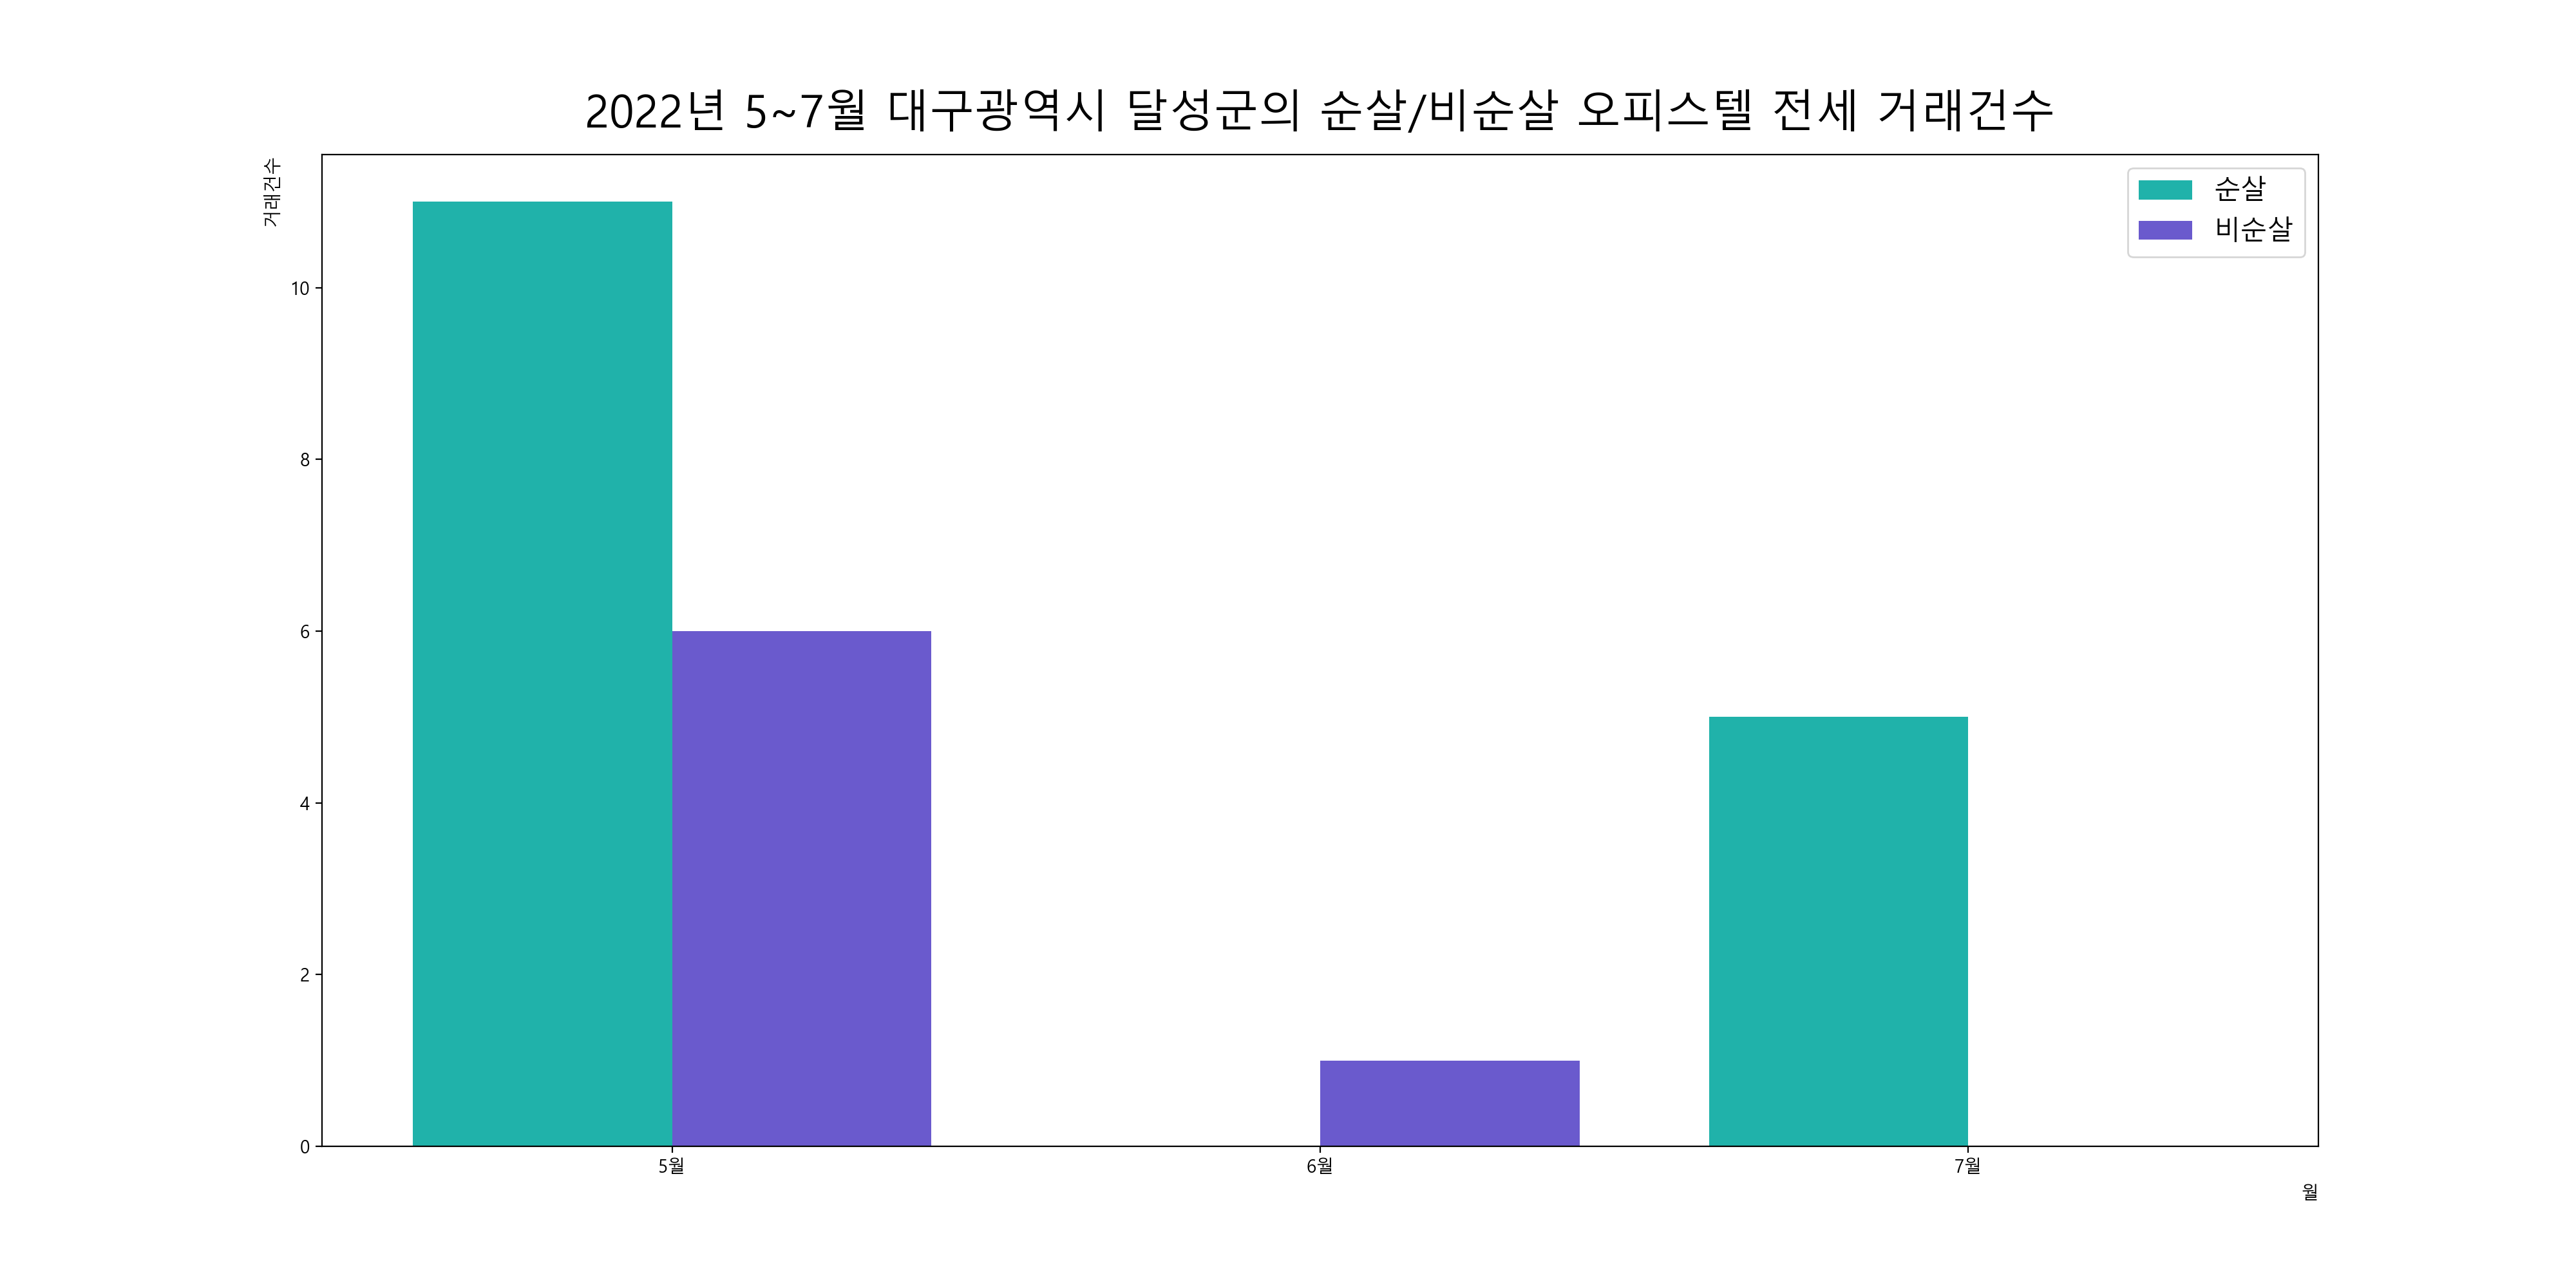 2022년 5~7월 대구광역시 달성군의 순살/비순살 오피스텔 전세 거래건수
거래건수
순살
비순살
10
8
6
4
2
0
5월
6월
7월
월